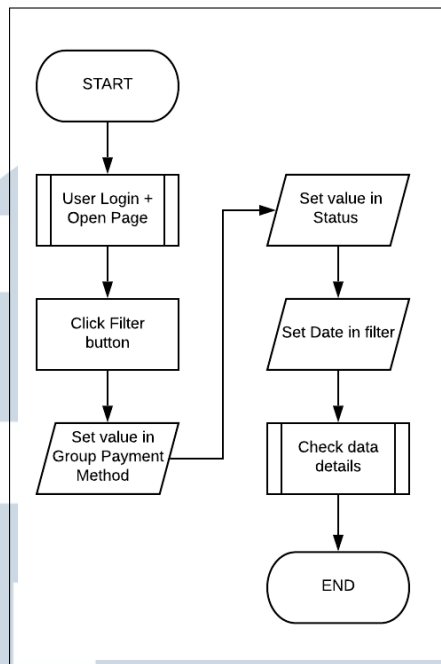 START
User Login +
Open Page
Click Filter
button
Set value in
Group Payment
Method
Set value in
Status
Set Date in filter
Check data
details
END